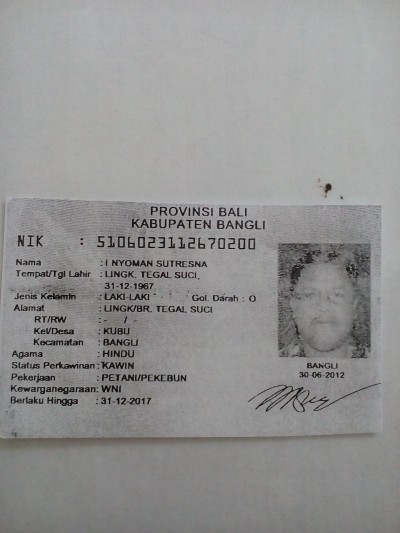 PROVINSI BALI
KABUPATEN BANGLI
NIK : 5106023112670200
Nama : I NYOMAN SUTRESNA
Tempat/Tgl Lahir : LINGK. TEGAL SUCI,
31-12-1967
Jenis Kelamin : LAKI-LAKI Gol. Darah : O
Alamat : LINGK/BR. TEGAL SUCI
RT/RW : - /
Kel/Desa : KUBU
Kecamatan : BANGLI
Agama : HINDU
Status Perkawinan : KAWIN
Pekerjaan : PETANI/PEKEBUN
Kewarganegaraan : WNI
Berlaku Hingga : 31-12-2017
BANGLI
30-06-2012